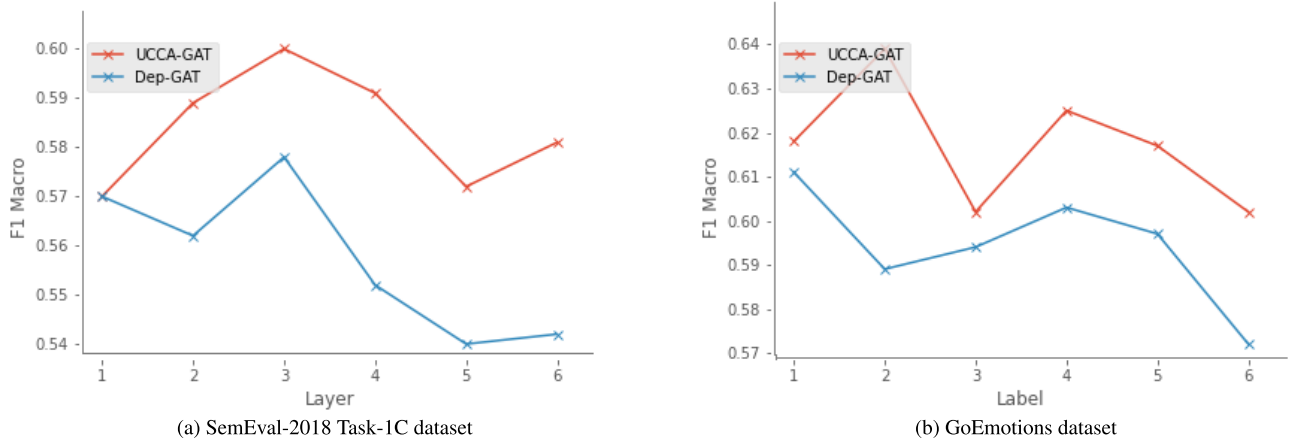 0.60
0.59
0.58
0.57
0.56
0.55
0.54
F1 Macro
UCCA-GAT
Dep-GAT
1 2 3 4 5 6
Layer
(a) SemEval-2018 Task-1C dataset
0.64
0.63
0.62
0.61
0.60
0.59
0.58
0.57
F1 Macro
UCCA-GAT
Dep-GAT
1 2 3 4 5 6
Label
(b) GoEmotions dataset